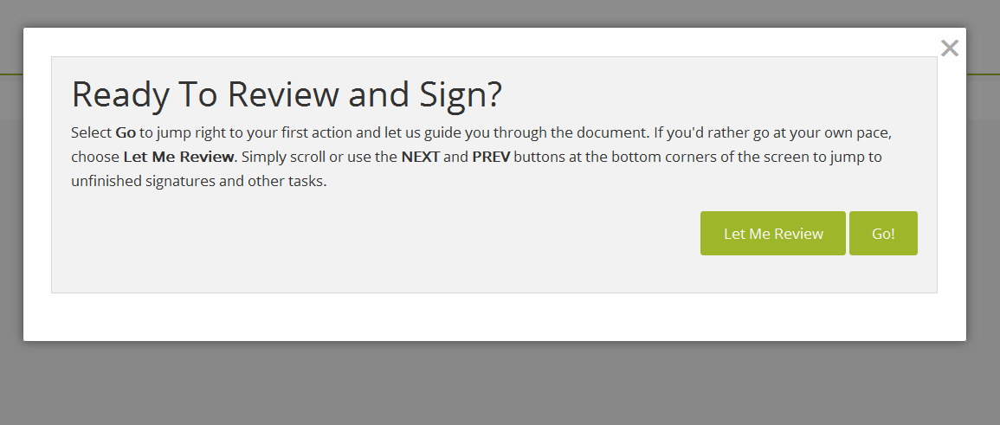 Ready To Review and Sign?
Select Go to jump right to your first action and let us guide you through the document. If you'd rather go at your own pace,
choose Let Me Review. Simply scroll or use the NEXT and PREV buttons at the bottom corners of the screen to jump to
unfinished signatures and other tasks.
Let Me Review Go!